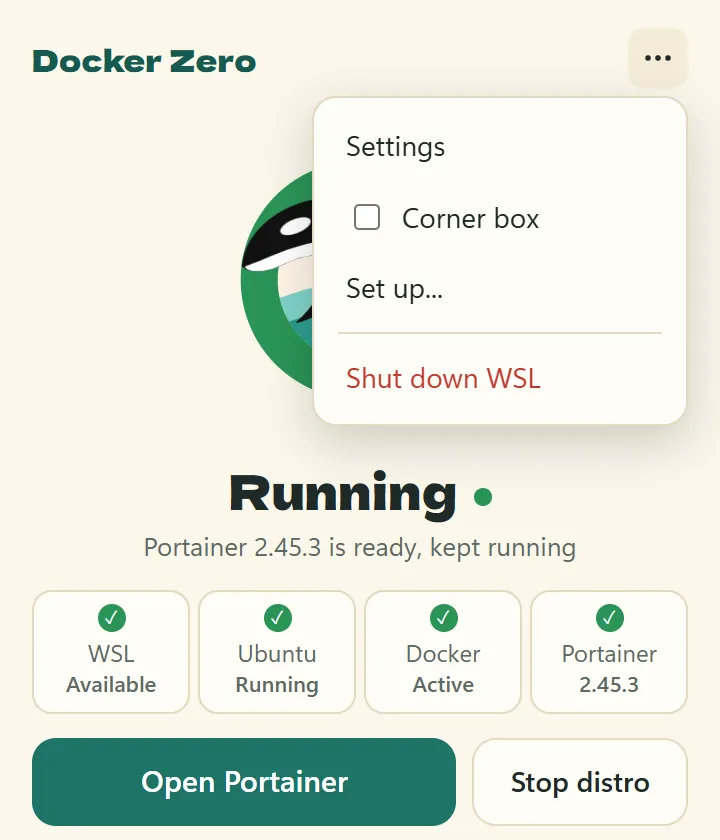 Docker Zero
...
Settings
Corner box
Set up...
Shut down WSL
Running
Portainer 2.45.3 is ready, kept running
WSL
Available
Ubuntu
Running
Docker
Active
Portainer
2.45.3
Open Portainer
Stop distro